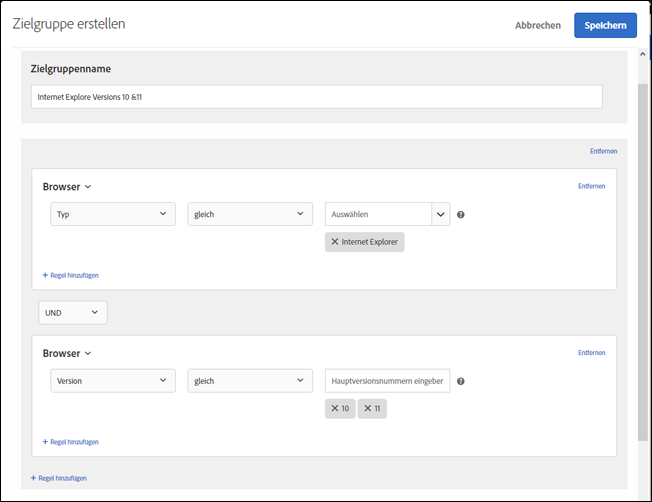 Zielgruppe erstellen
Abbrechen
Speichern
Zielgruppenname
Internet Explore Versions 10 &11
Entfernen
Browser
Entfernen
Typ
gleich
Auswählen
Internet Explorer
+ Regel hinzufügen
UND
Browser
Entfernen
Version
gleich
Hauptversionsnummern eingeber
10
11
+ Regel hinzufügen
+ Regel hinzufügen